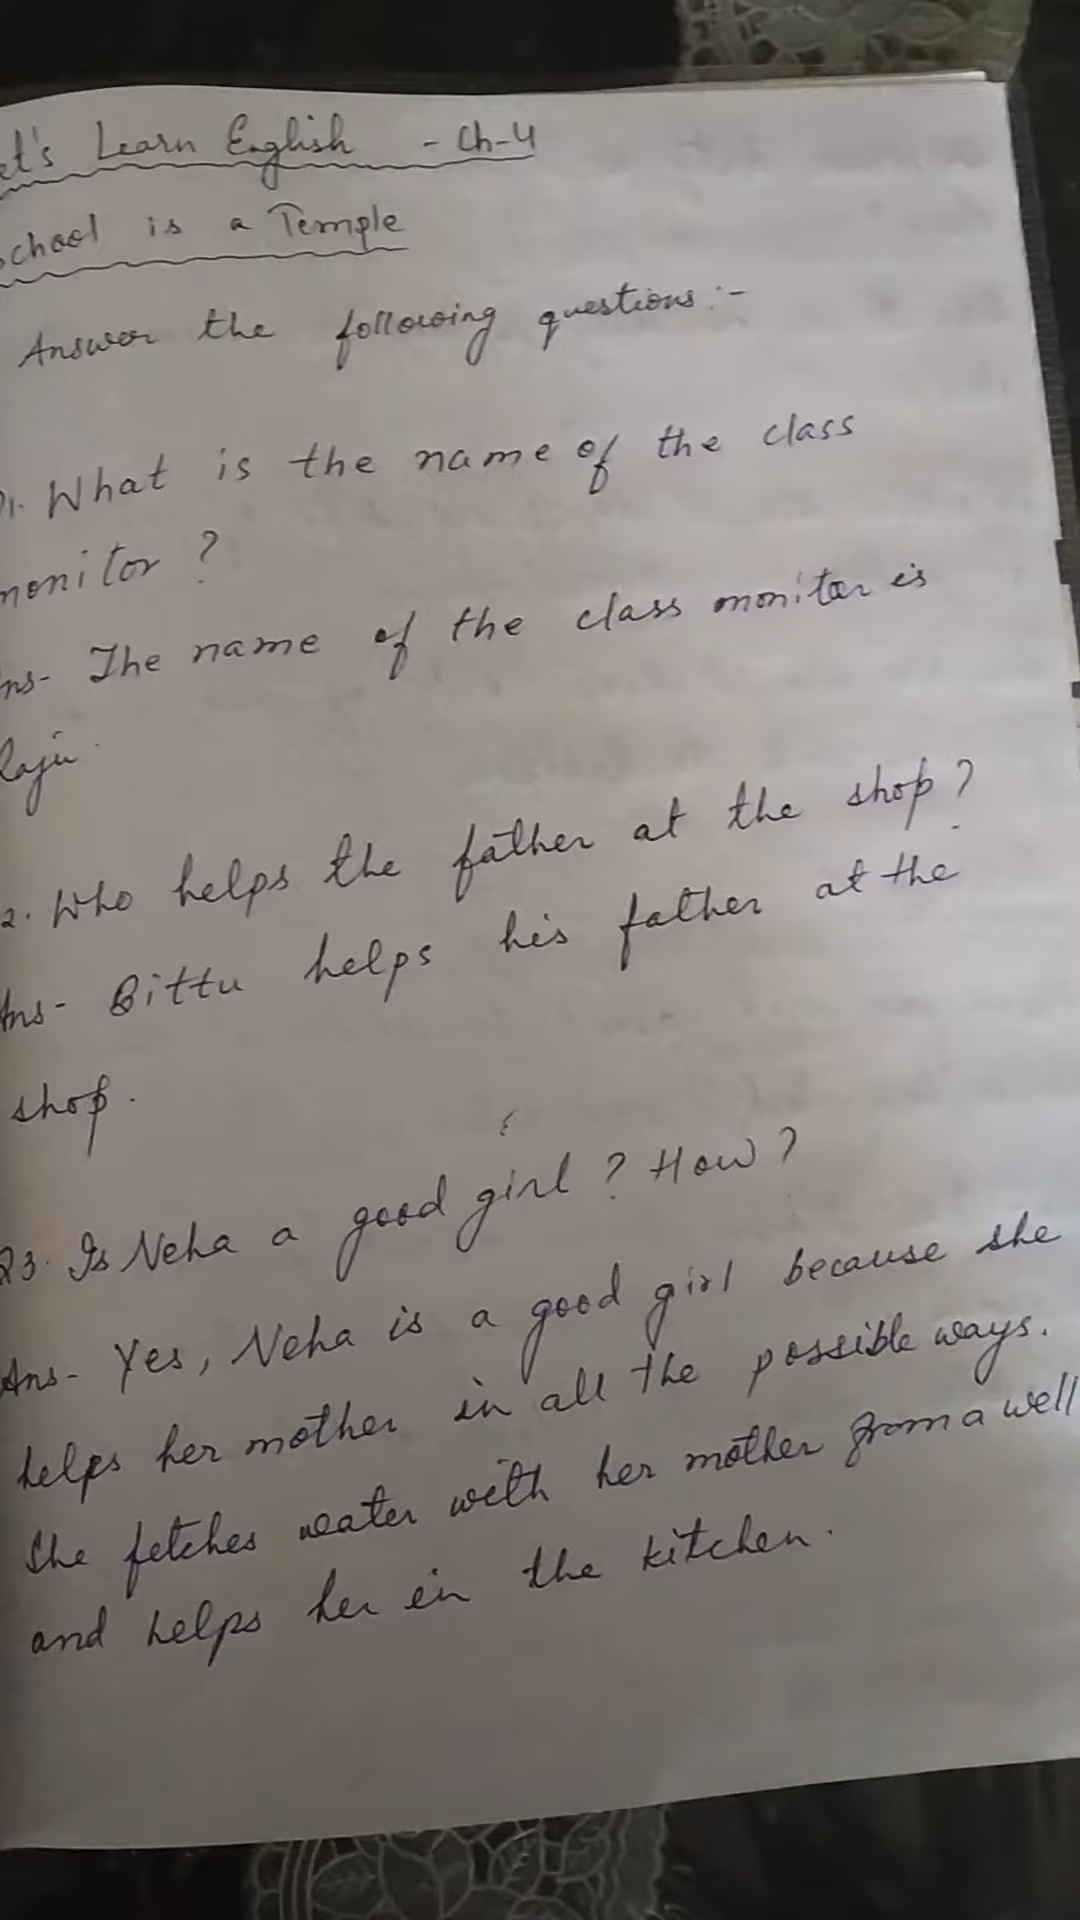 et's Learn English - Ch-4
School is a Temple
Answer the following questions :-
Q1. What is the name of the class
monitor ?
Ans- The name of the class monitor is
Raju.
2. Who helps the father at the shop?
Ans- Bittu helps his father at the
shop.
Q3. Is Neha a good girl ? How ?
Ans- Yes, Neha is a good girl because she
helps her mother in all the possible ways.
She fetches water with her mother from a well
and helps her in the kitchen.